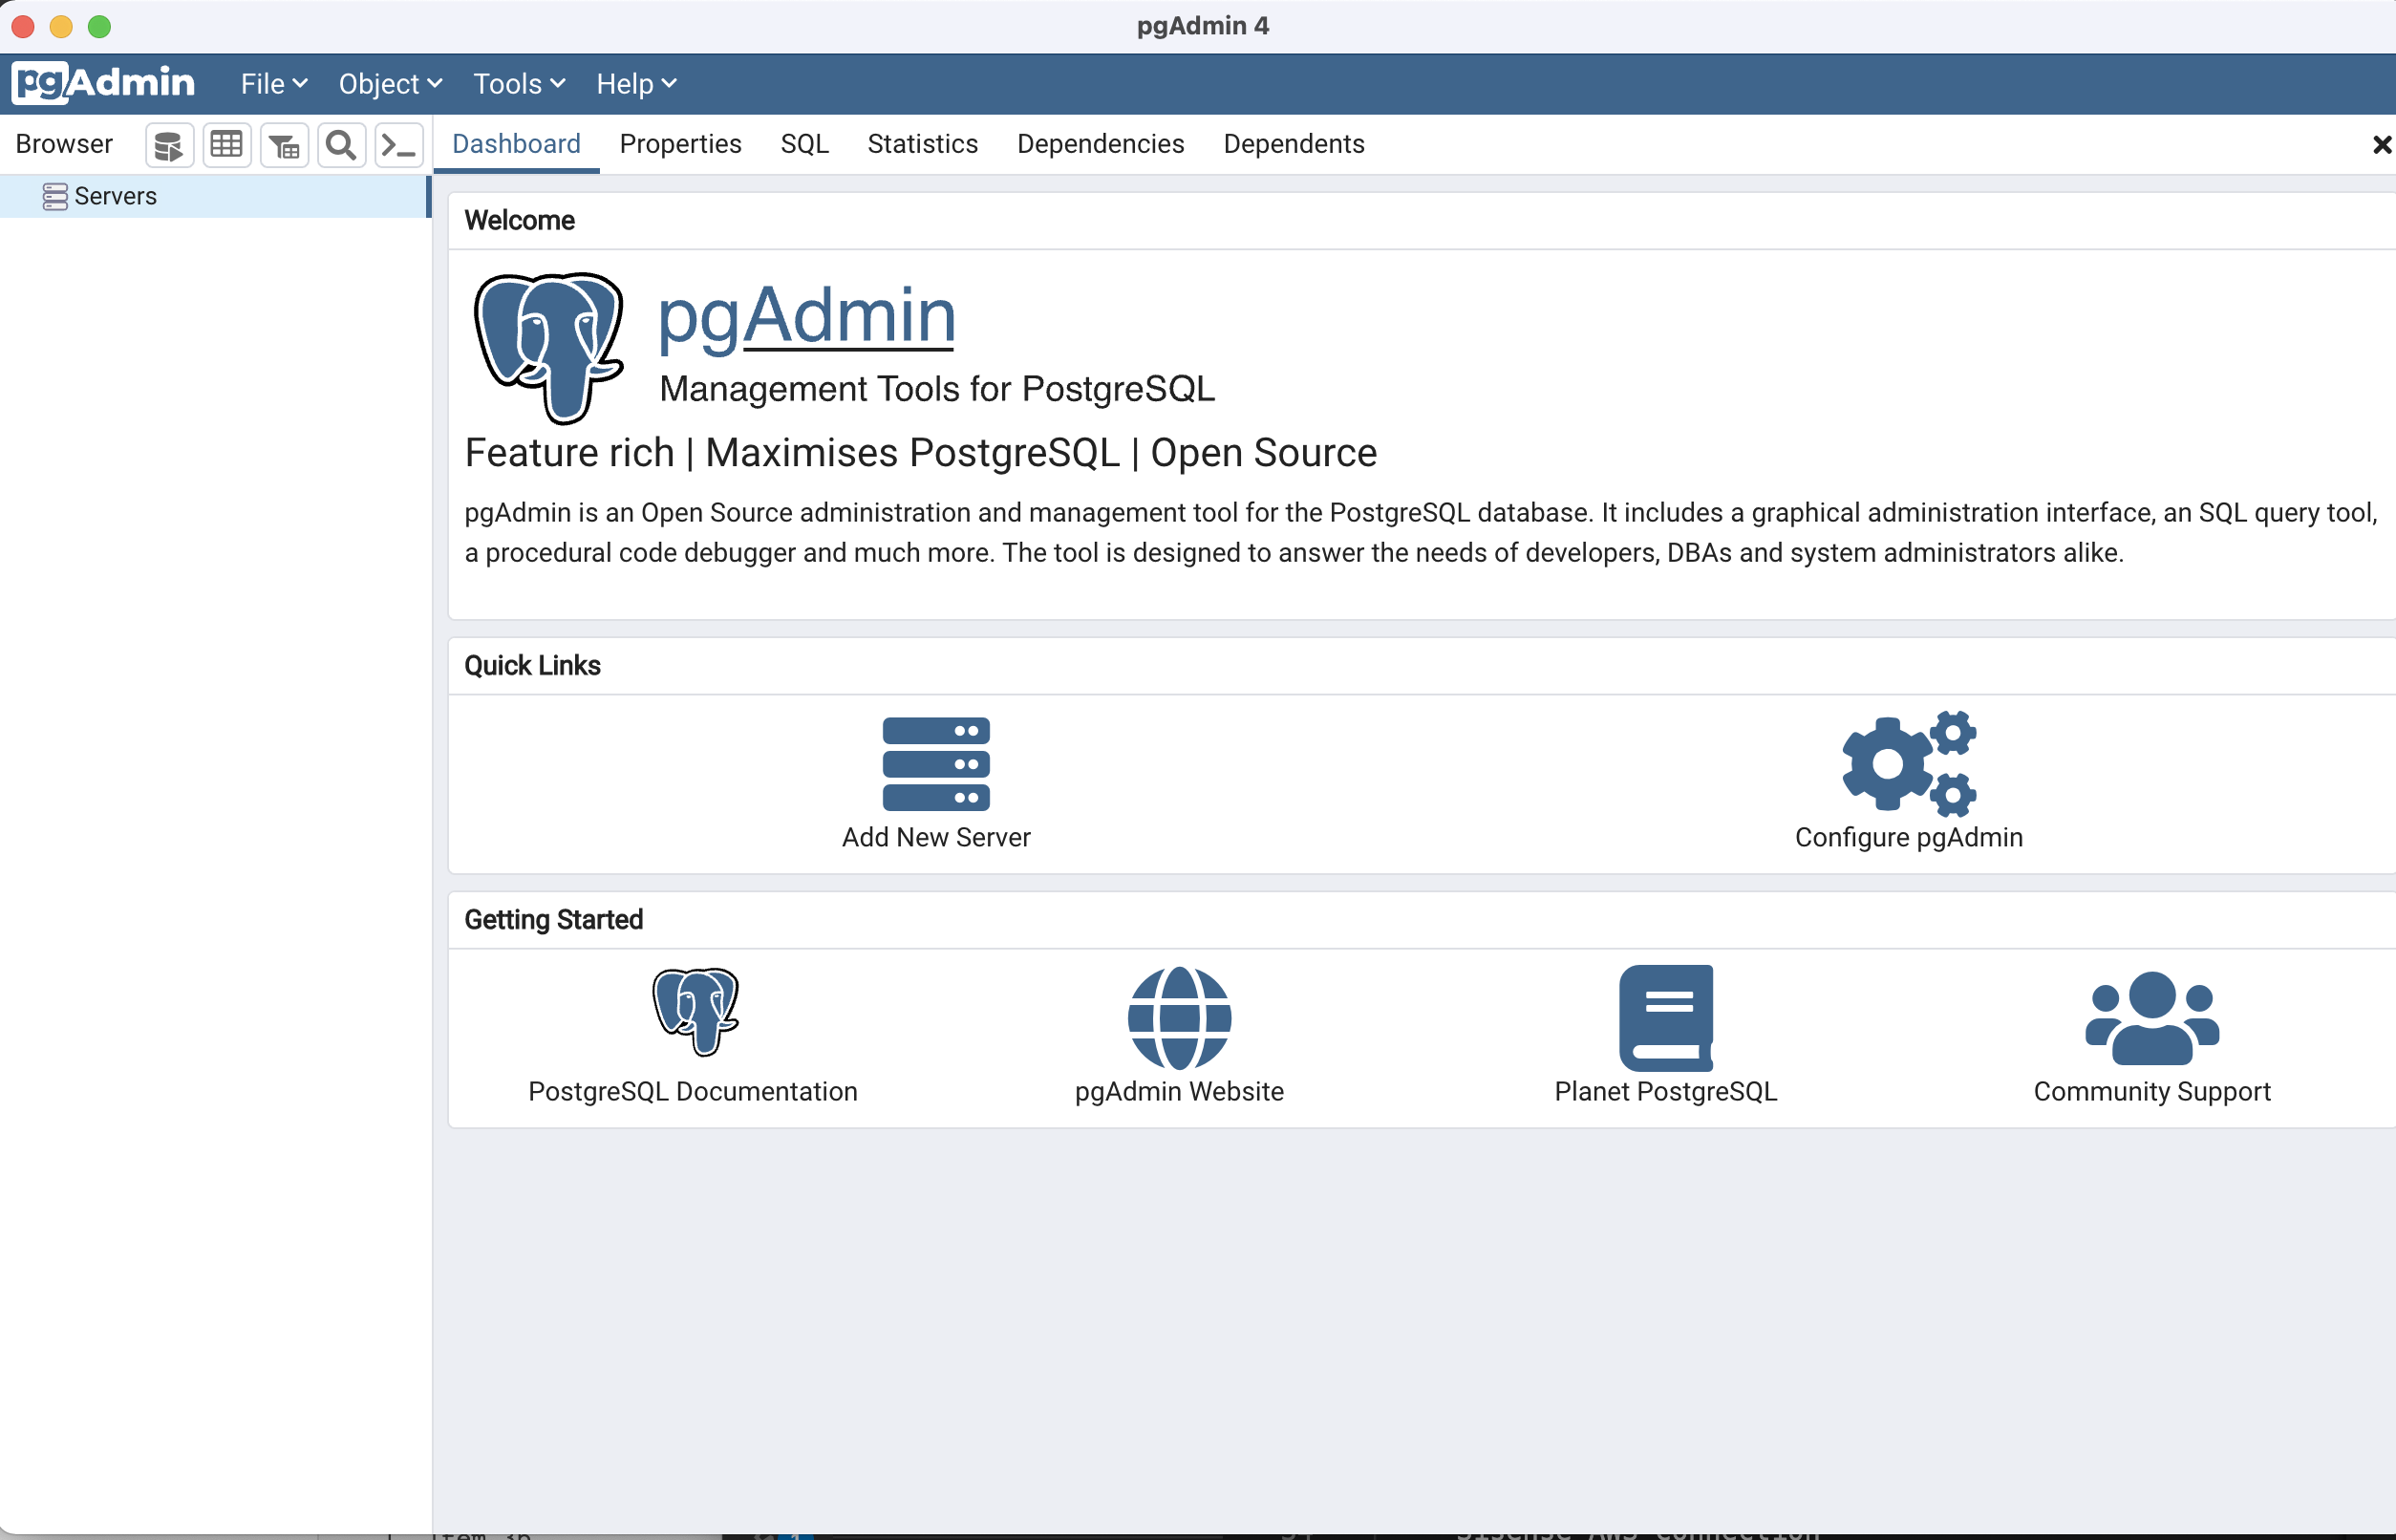 pgAdmin 4
pgAdmin File Object Tools Help
Browser Dashboard Properties SQL Statistics Dependencies Dependents
Servers
Welcome
pgAdmin
Management Tools for PostgreSQL
Feature rich | Maximises PostgreSQL | Open Source
pgAdmin is an Open Source administration and management tool for the PostgreSQL database. It includes a graphical administration interface, an SQL query tool,
a procedural code debugger and much more. The tool is designed to answer the needs of developers, DBAs and system administrators alike.
Quick Links
Add New Server Configure pgAdmin
Getting Started
PostgreSQL Documentation pgAdmin Website Planet PostgreSQL Community Support